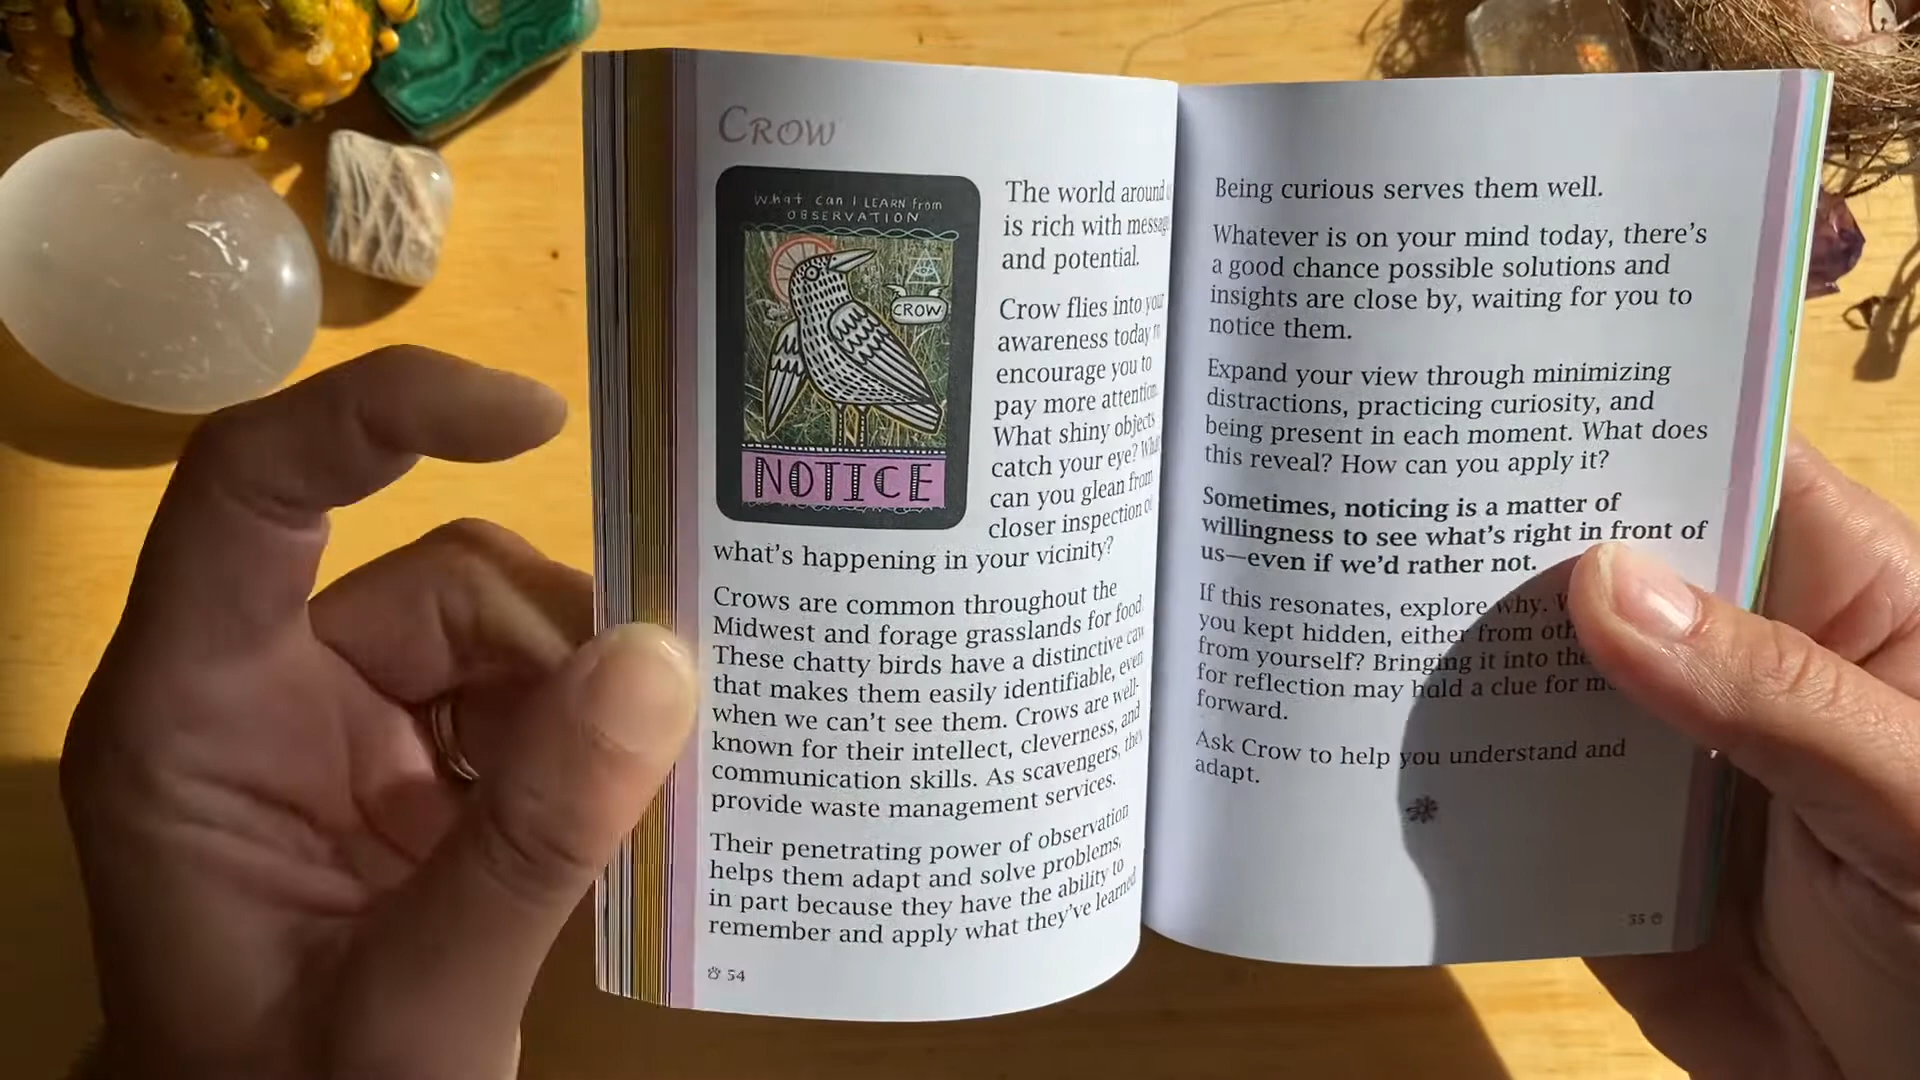 CROW
What can I LEARN from
OBSERVATION
CROW
NOTICE
The world around
is rich with
and potential.
Crow flies into your
awareness today
encourage you to
pay more attention.
What shiny objects
catch your eye?
can you glean from
closer inspection of
what's happening in your vicinity?
Crows are common throughout the
Midwest and forage grasslands for food.
These chatty birds have a distinctive caw
that makes them easily identifiable, even
when we can't see them. Crows are well-
known for their intellect, cleverness, and
communication skills. As scavengers, they
provide waste management services.
Their penetrating power of observation
helps them adapt and solve problems,
in part because they have the ability to
remember and apply what they've learned
54
Being curious serves them well.
Whatever is on your mind today, there's
a good chance possible solutions and
insights are close by, waiting for you to
notice them.
Expand your view through minimizing
distractions, practicing curiosity, and
being present in each moment. What does
this reveal? How can you apply it?
Sometimes, noticing is a matter of
willingness to see what's right in front of
us—even if we'd rather not.
If this resonates, explore why.
you kept hidden, either from
from yourself? Bringing it into the
for reflection may hold a clue for
forward.
Ask Crow to help you understand and
adapt.
55